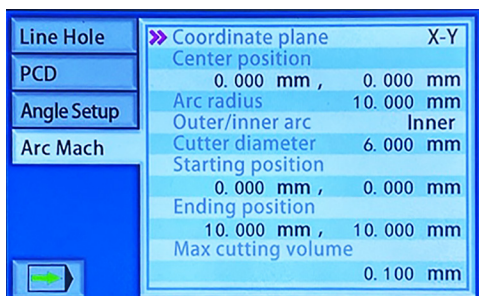 Line Hole
PCD
Angle Setup
Arc Mach
Coordinate plane X-Y
Center position
0.000 mm , 0.000 mm
Arc radius 10.000 mm
Outer/inner arc Inner
Cutter diameter 6.000 mm
Starting position
0.000 mm , 0.000 mm
Ending position
10.000 mm , 10.000 mm
Max cutting volume
0.100 mm